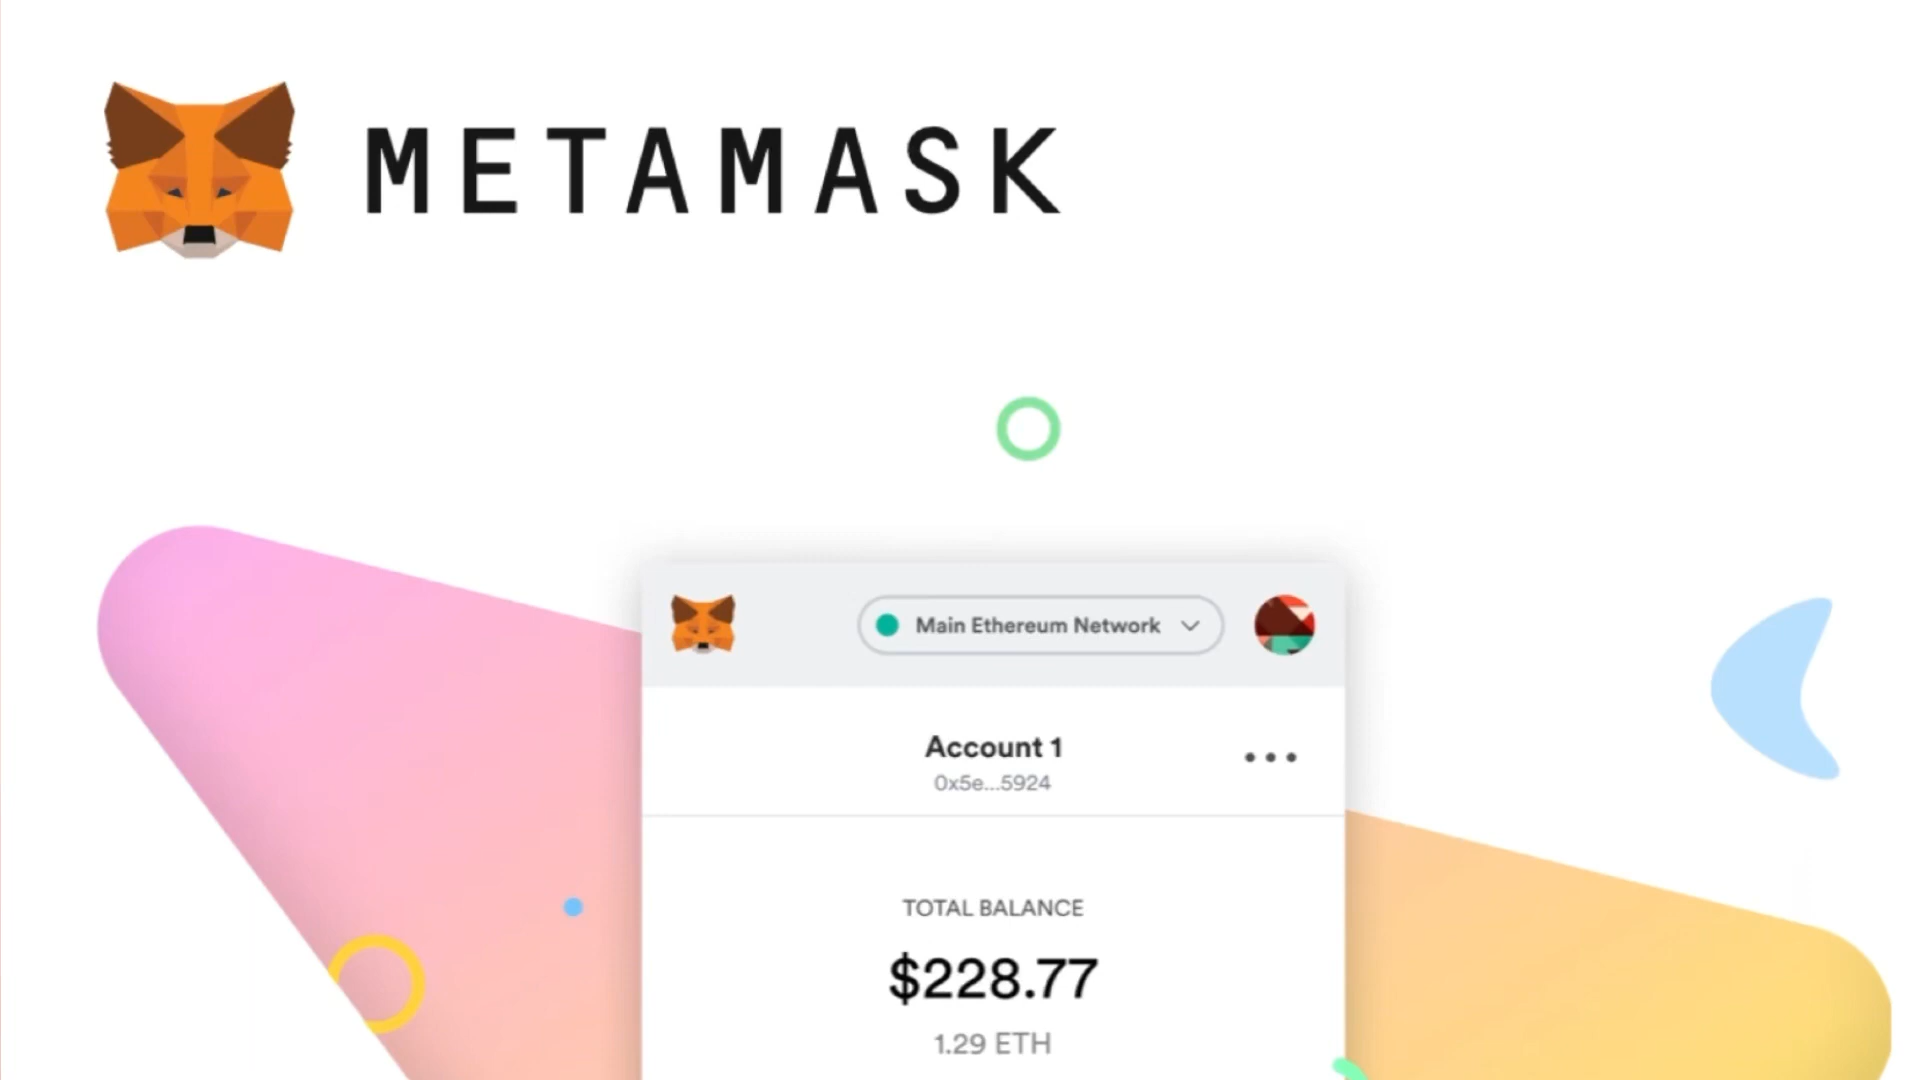 METAMASK
Main Ethereum Network
Account 1
0x5e...5924
TOTAL BALANCE
$228.77
1.29 ETH